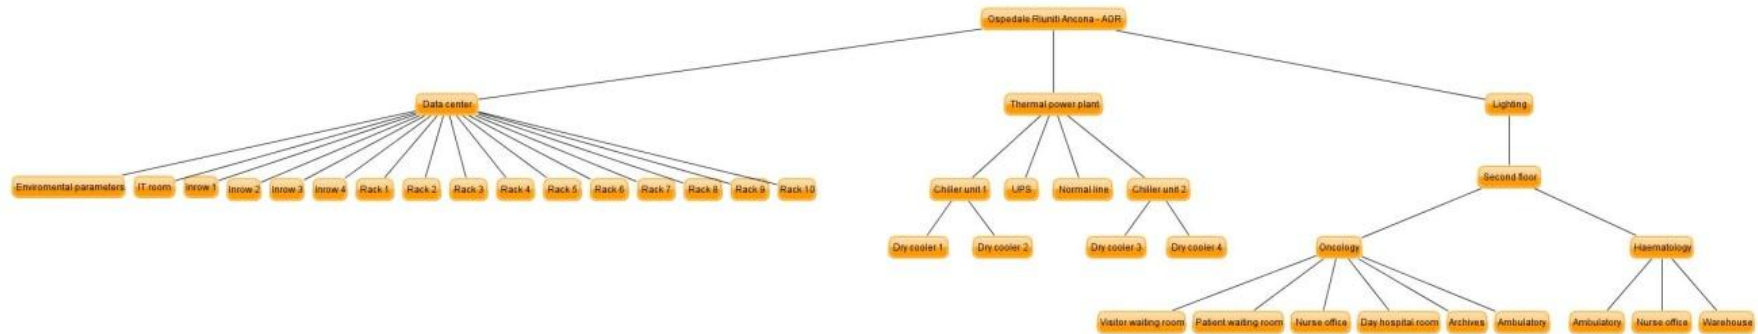 Ospedale Riuniti Ancona - AOR
Data center
Thermal power plant
Lighting
Enviromental parameters
IT room
Inrow 1
Inrow 2
Inrow 3
Inrow 4
Rack 1
Rack 2
Rack 3
Rack 4
Rack 5
Rack 6
Rack 7
Rack 8
Rack 9
Rack 10
Chiller unit 1
UPS
Normal line
Chiller unit 2
Second floor
Dry cooler 1
Dry cooler 2
Dry cooler 3
Dry cooler 4
Oncology
Haematology
Visitor waiting room
Patient waiting room
Nurse office
Day hospital room
Archives
Ambulatory
Ambulatory
Nurse office
Warehouse